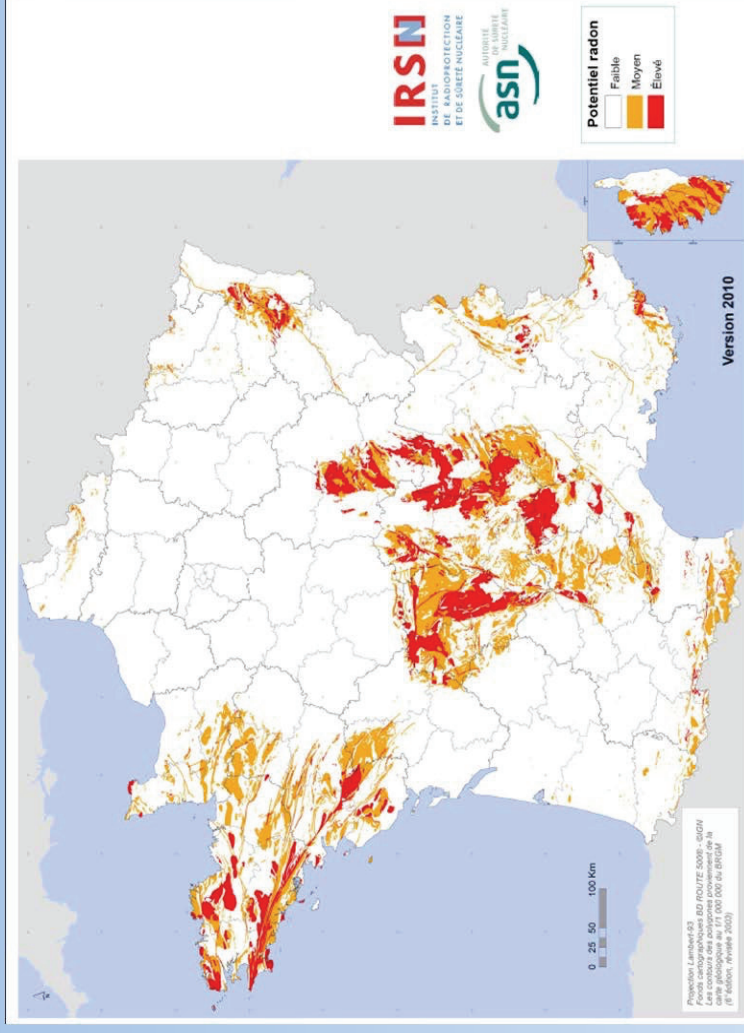 IRSN
INSTITUT
DE RADIOPROTECTION
ET DE SÛRETÉ NUCLÉAIRE
AUTORITÉ
DE SÛRETÉ
NUCLÉAIRE
asn
Potentiel radon
Faible
Moyen
Élevé
Version 2010
0 25 50 100 Km
Projection Lambert-93
Fonds cartographiques BD ROUTE 500® - ©IGN
Les contours des polygones proviennent de la
carte géologique au 1/1 000 000 du BRGM
(6° édition, révisée 2003)